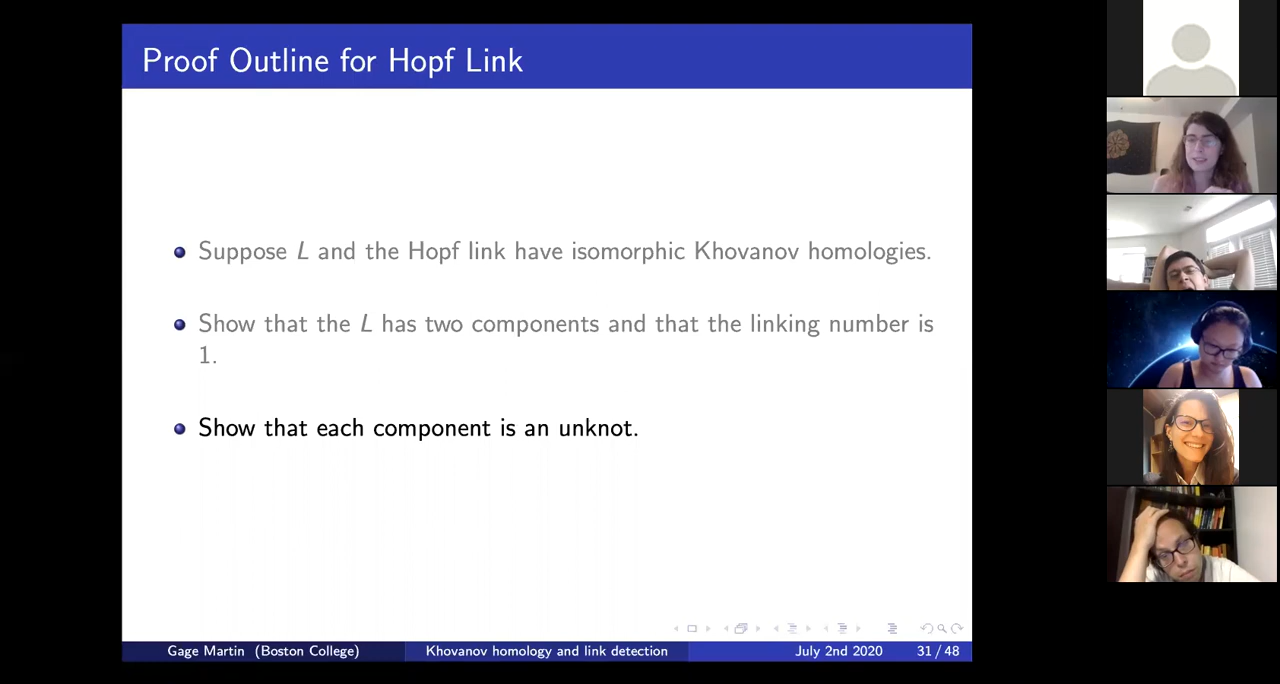 Proof Outline for Hopf Link
Suppose L and the Hopf link have isomorphic Khovanov homologies.
Show that the L has two components and that the linking number is
1.
Show that each component is an unknot.
Gage Martin (Boston College) Khovanov homology and link detection July 2nd 2020 31 / 48